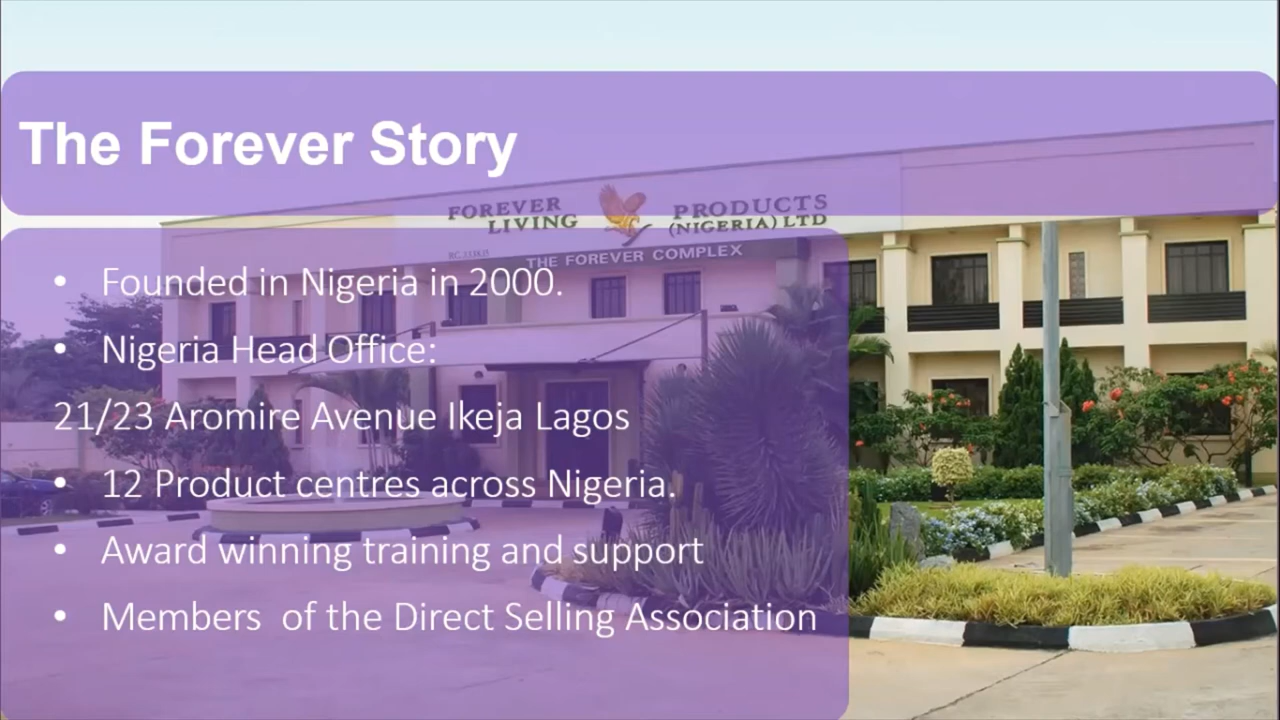 The Forever Story
FOREVER LIVING PRODUCTS (NIGERIA) LTD
THE FOREVER COMPLEX
• Founded in Nigeria in 2000.
• Nigeria Head Office:
21/23 Aromire Avenue Ikeja Lagos
• 12 Product centres across Nigeria.
• Award winning training and support
• Members of the Direct Selling Association